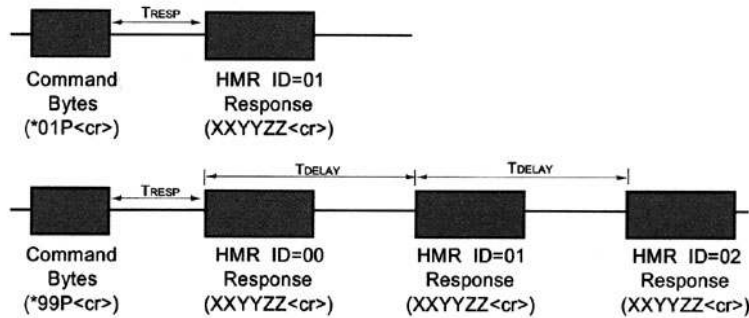 TRESP
Command HMR ID=01
Bytes Response
(*01P<cr>) (XXYYZZ<cr>)
TDELAY TDELAY
TRESP
Command HMR ID=00 HMR ID=01 HMR ID=02
Bytes Response Response Response
(*99P<cr>) (XXYYZZ<cr>) (XXYYZZ<cr>) (XXYYZZ<cr>)